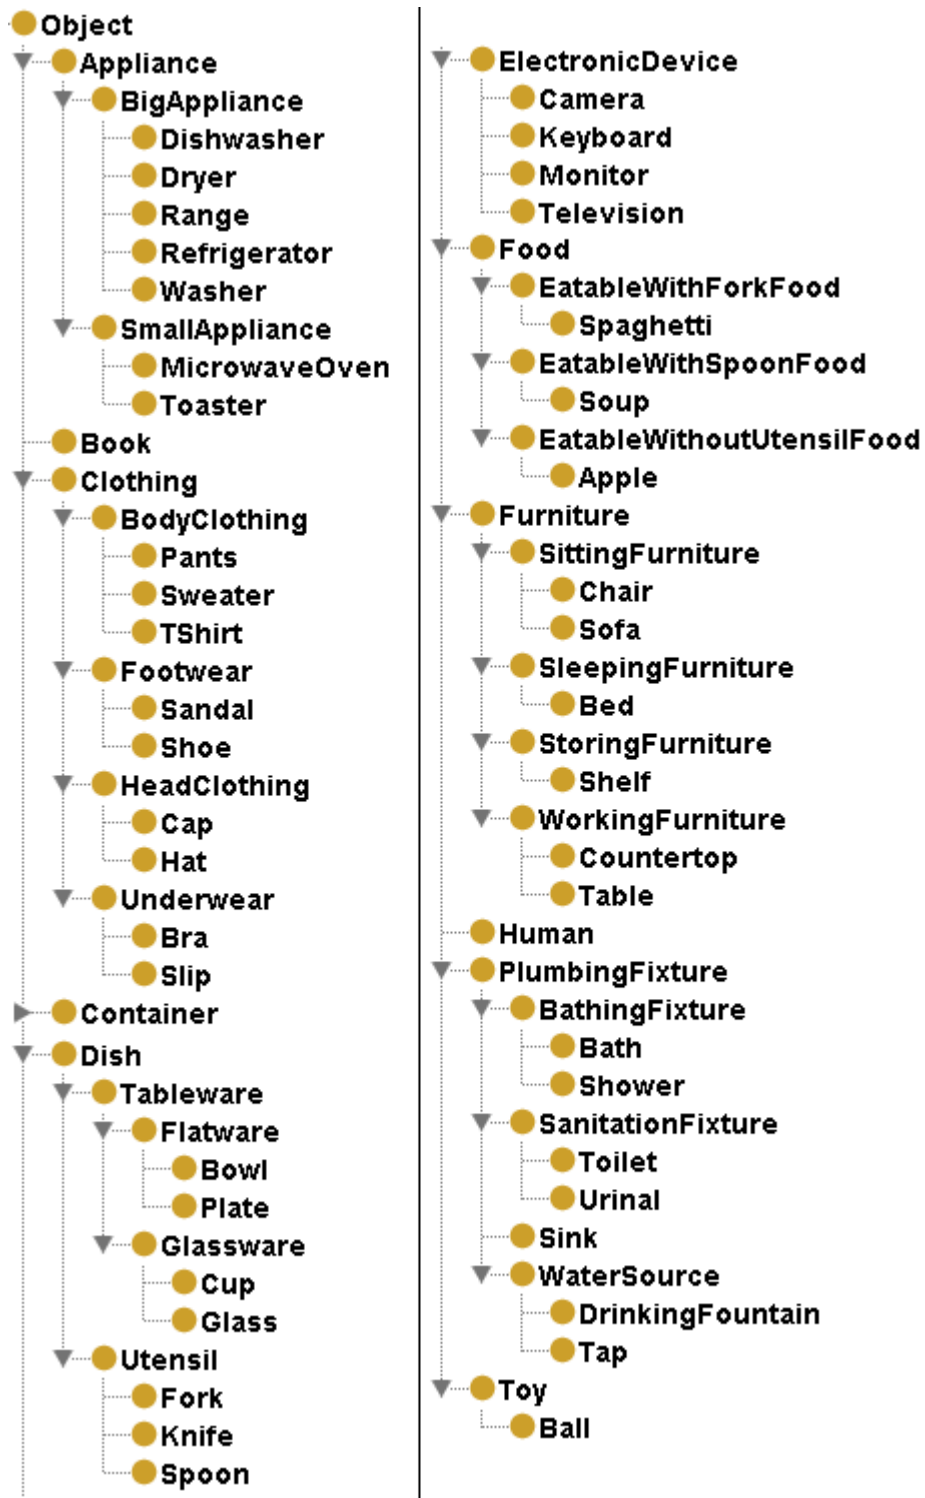 Object
Appliance
BigAppliance
Dishwasher
Dryer
Range
Refrigerator
Washer
SmallAppliance
MicrowaveOven
Toaster
Book
Clothing
BodyClothing
Pants
Sweater
TShirt
Footwear
Sandal
Shoe
HeadClothing
Cap
Hat
Underwear
Bra
Slip
Container
Dish
Tableware
Flatware
Bowl
Plate
Glassware
Cup
Glass
Utensil
Fork
Knife
Spoon
ElectronicDevice
Camera
Keyboard
Monitor
Television
Food
EatableWithForkFood
Spaghetti
EatableWithSpoonFood
Soup
EatableWithoutUtensilFood
Apple
Furniture
SittingFurniture
Chair
Sofa
SleepingFurniture
Bed
StoringFurniture
Shelf
WorkingFurniture
Countertop
Table
Human
PlumbingFixture
BathingFixture
Bath
Shower
SanitationFixture
Toilet
Urinal
Sink
WaterSource
DrinkingFountain
Tap
Toy
Ball